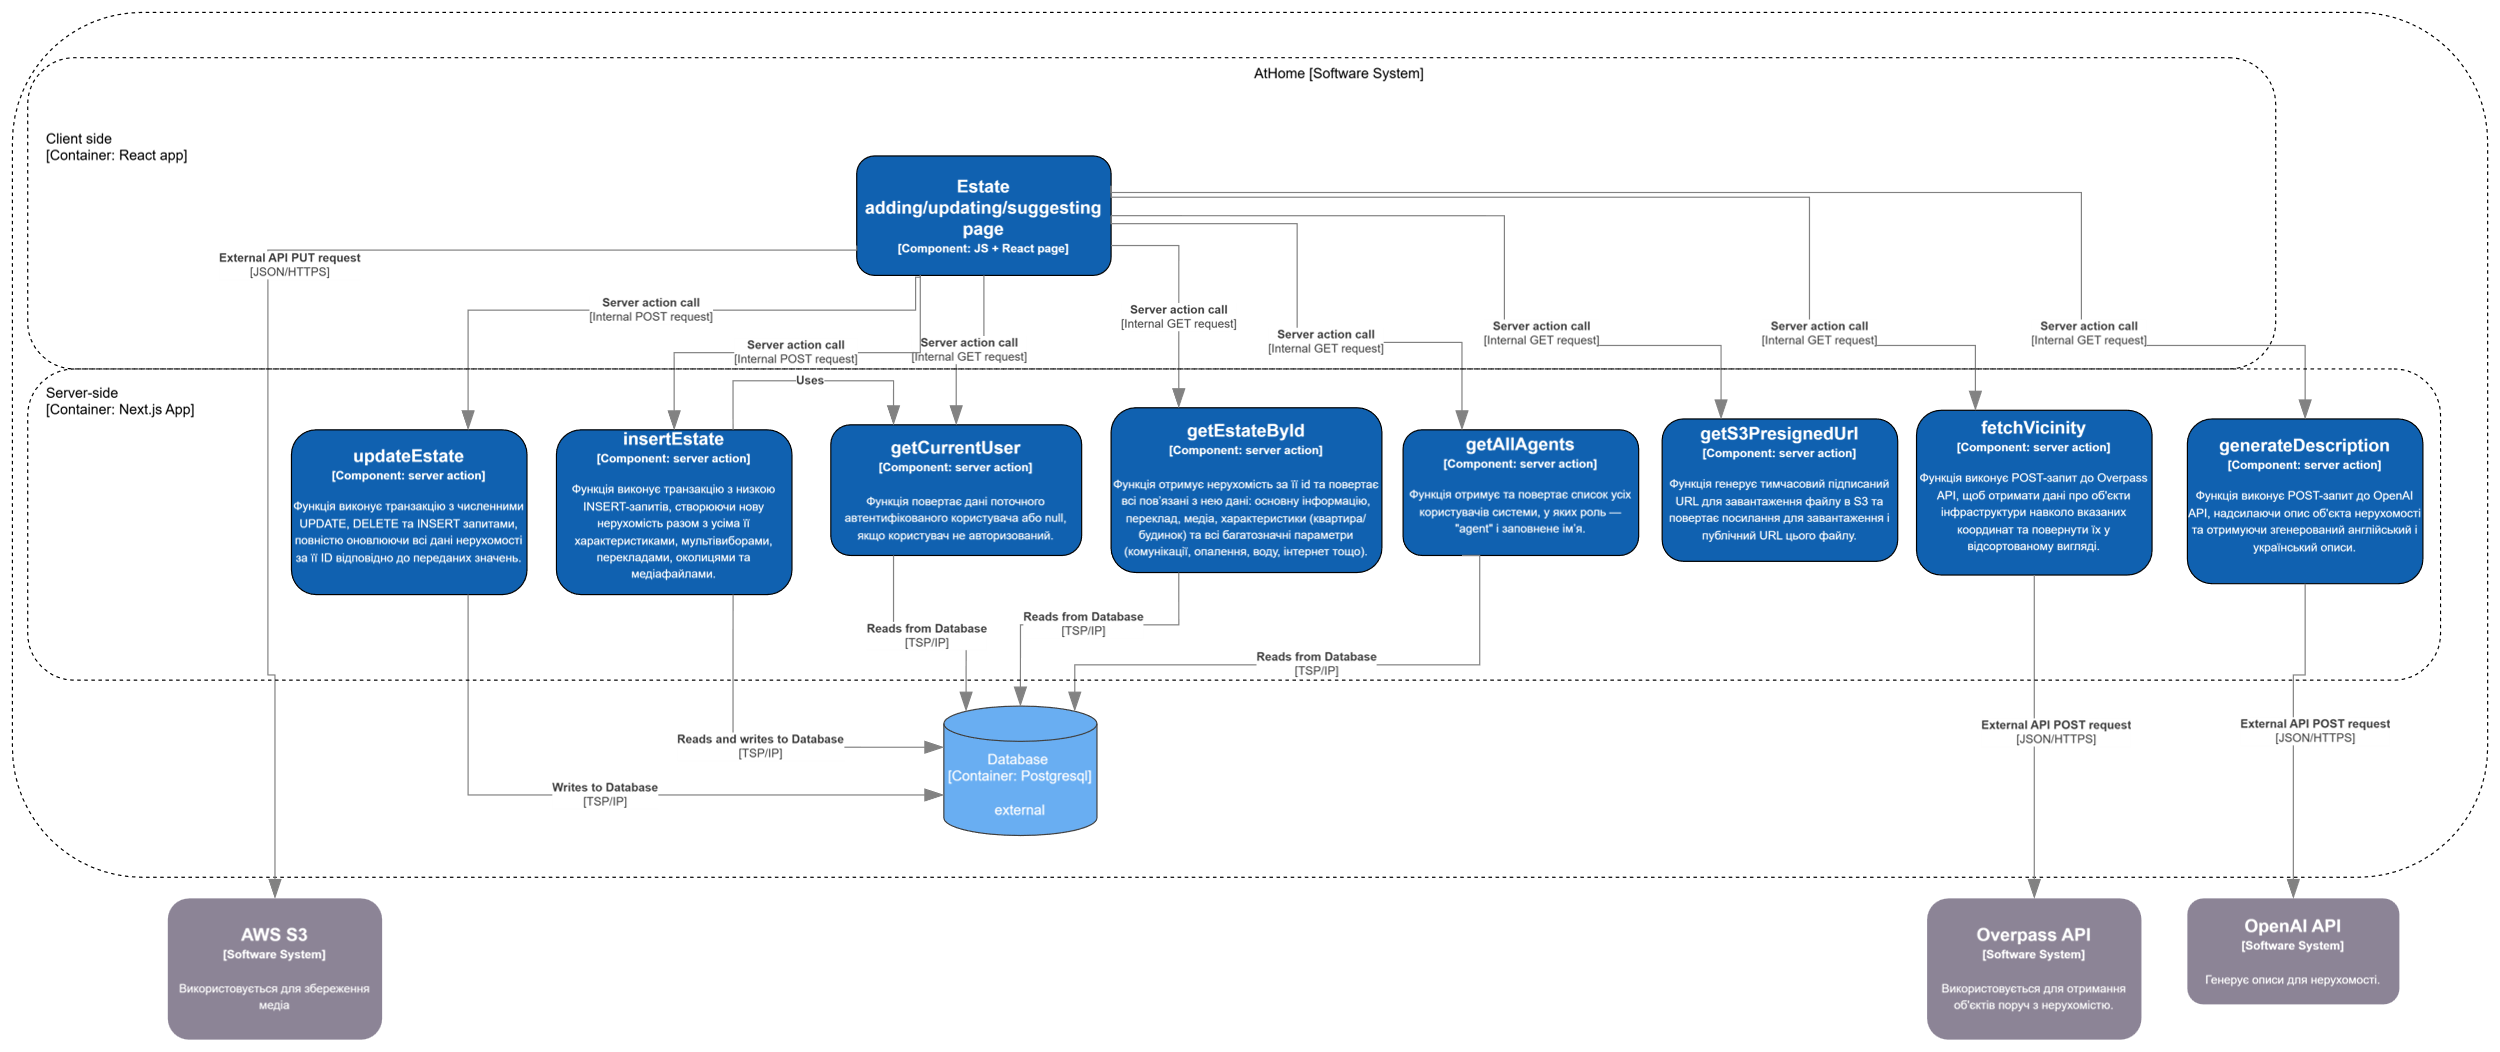 AtHome [Software System]
Client side
[Container: React app]
Estate
adding/updating/suggesting
page
[Component: JS + React page]
External API PUT request
[JSON/HTTPS]
Server action call
[Internal POST request]
Server action call
[Internal POST request]
Server action call
[Internal GET request]
Server action call
[Internal GET request]
Server action call
[Internal GET request]
Server action call
[Internal GET request]
Server action call
[Internal GET request]
Server action call
[Internal GET request]
Server-side
[Container: Next.js App]
Uses
updateEstate
[Component: server action]
Функція виконує транзакцію з численними
UPDATE, DELETE та INSERT запитами,
повністю оновлюючи всі дані нерухомості
за її ID відповідно до переданих значень.
insertEstate
[Component: server action]
Функція виконує транзакцію з низкою
INSERT-запитів, створюючи нову
нерухомість разом з усіма її
характеристиками, мультивиборами,
перекладами, околицями та
медіафайлами.
getCurrentUser
[Component: server action]
Функція повертає дані поточного
автентифікованого користувача або null,
якщо користувач не авторизований.
getEstateById
[Component: server action]
Функція отримує нерухомість за її id та повертає
всі пов’язані з нею дані: основну інформацію,
переклад, медіа, характеристики (квартира/
будинок) та всі багатозначні параметри
(комунікації, опалення, воду, інтернет тощо).
getAllAgents
[Component: server action]
Функція отримує та повертає список усіх
користувачів системи, у яких роль —
"agent" і заповнене ім’я.
getS3PresignedUrl
[Component: server action]
Функція генерує тимчасовий підписаний
URL для завантаження файлу в S3 та
повертає посилання для завантаження і
публічний URL цього файлу.
fetchVicinity
[Component: server action]
Функція виконує POST-запит до Overpass
API, щоб отримати дані про об'єкти
інфраструктури навколо вказаних
координат та повернути їх у
відсортованому вигляді.
generateDescription
[Component: server action]
Функція виконує POST-запит до OpenAI
API, надсилаючи опис об'єкта нерухомості
та отримуючи згенерований англійський і
український описи.
Reads from Database
[TSP/IP]
Reads from Database
[TSP/IP]
Reads from Database
[TSP/IP]
Reads and writes to Database
[TSP/IP]
Writes to Database
[TSP/IP]
External API POST request
[JSON/HTTPS]
External API POST request
[JSON/HTTPS]
Database
[Container: Postgresql]
external
AWS S3
[Software System]
Використовується для збереження
медіа
Overpass API
[Software System]
Використовується для отримання
об'єктів поруч з нерухомістю.
OpenAI API
[Software System]
Генерує описи для нерухомості.